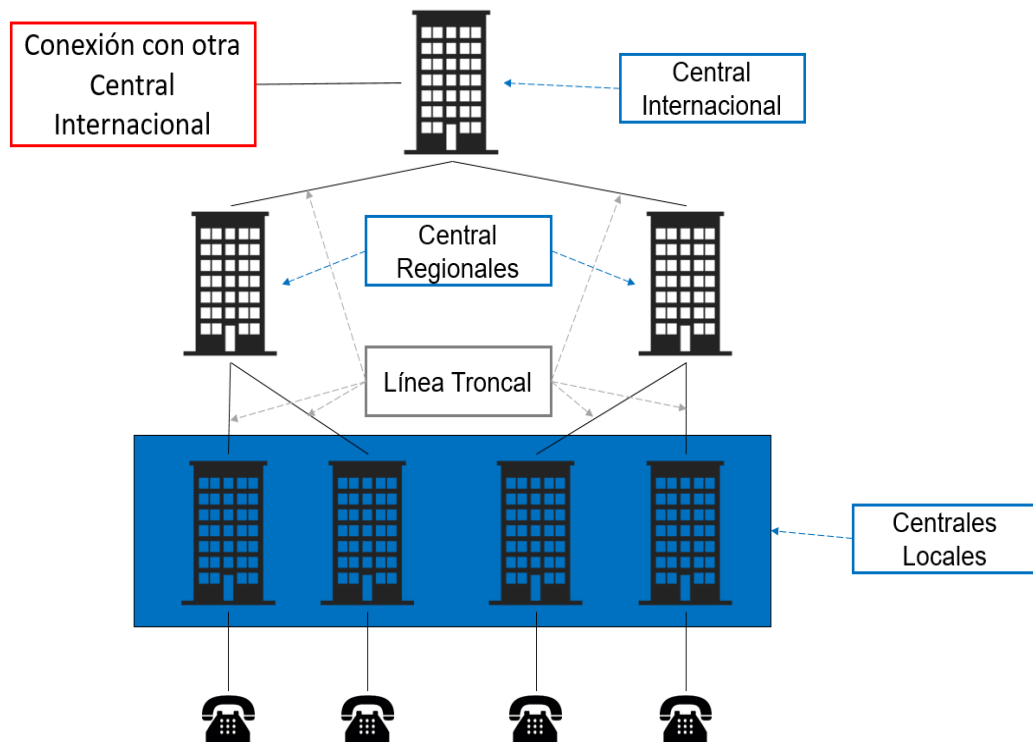 Conexión con otra
Central
Internacional
Central
Internacional
Central
Regionales
Línea Troncal
Centrales
Locales